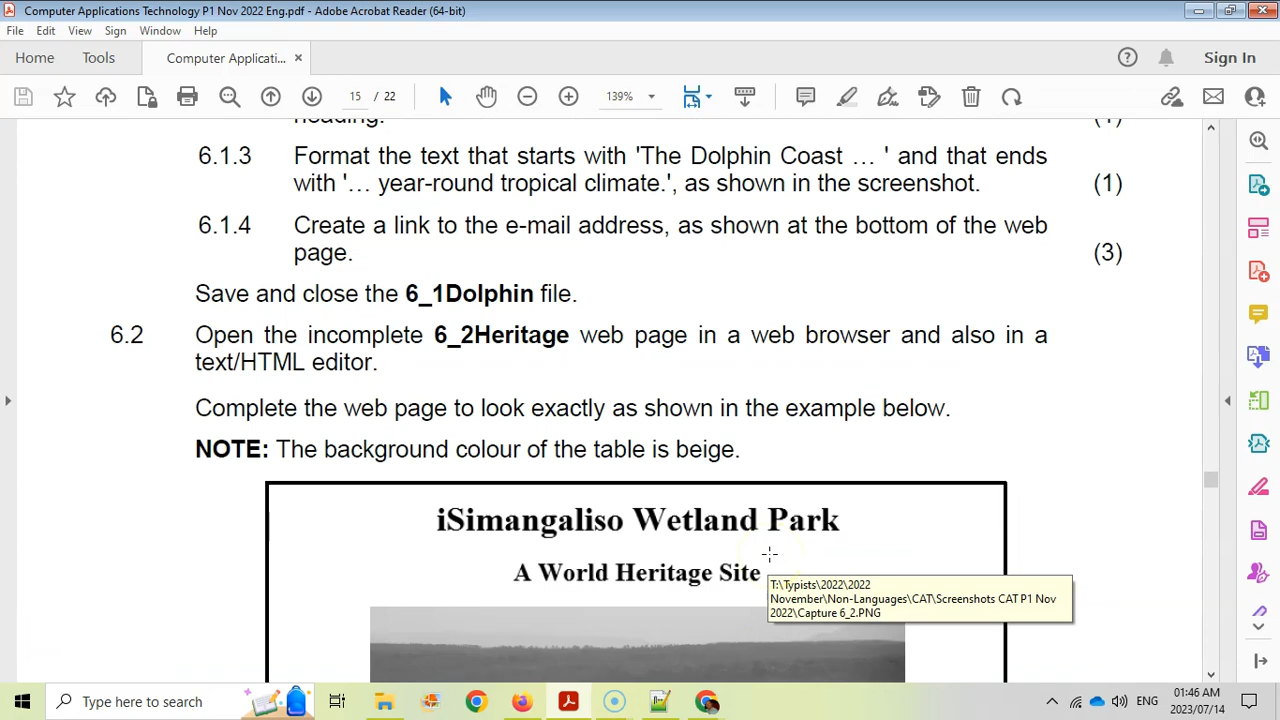 Computer Applications Technology P1 Nov 2022 Eng.pdf - Adobe Acrobat Reader (64-bit)
File Edit View Sign Window Help
Home Tools Computer Applicati... × Sign In
15 / 22 139%
heading. (1)
6.1.3 Format the text that starts with 'The Dolphin Coast … ' and that ends
with '… year-round tropical climate.', as shown in the screenshot. (1)
6.1.4 Create a link to the e-mail address, as shown at the bottom of the web
page. (3)
Save and close the 6_1Dolphin file.
6.2 Open the incomplete 6_2Heritage web page in a web browser and also in a
text/HTML editor.
Complete the web page to look exactly as shown in the example below.
NOTE: The background colour of the table is beige.
iSimangaliso Wetland Park
A World Heritage Site
T:\Typists\2022\2022
November\Non-Languages\CAT\Screenshots CAT P1 Nov
2022\Capture 6_2.PNG
Type here to search
ENG
01:46 AM
2023/07/14